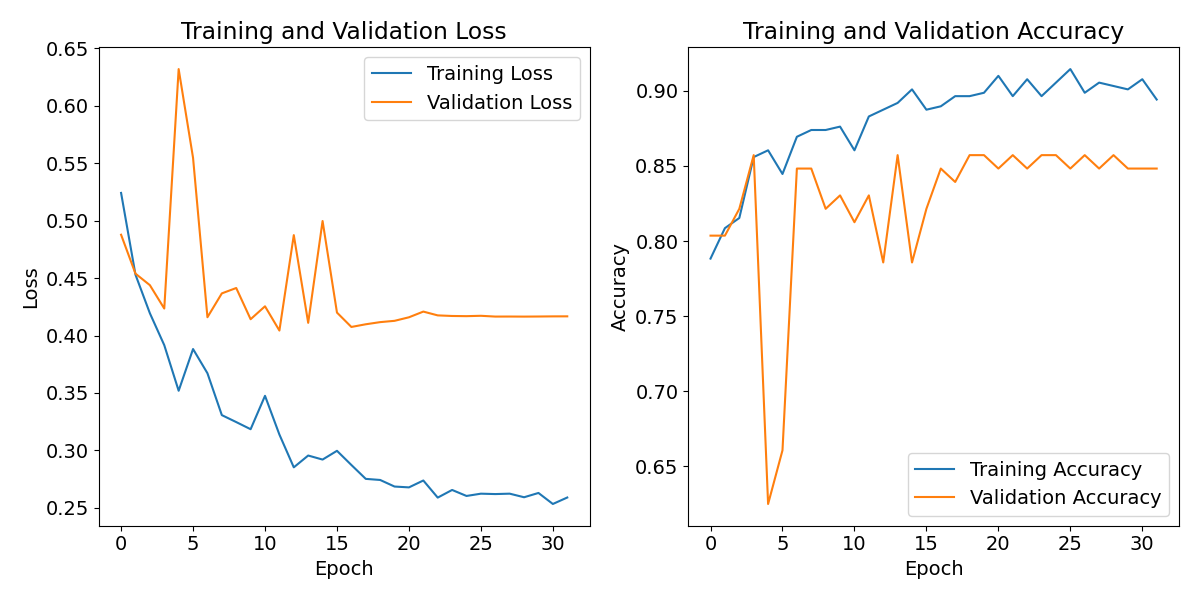 Training and Validation Loss
0.65
0.60
0.55
0.50
0.45
0.40
0.35
0.30
0.25
Loss
0 5 10 15 20 25 30
Epoch
Training Loss
Validation Loss
Training and Validation Accuracy
0.90
0.85
0.80
0.75
0.70
0.65
Accuracy
0 5 10 15 20 25 30
Epoch
Training Accuracy
Validation Accuracy